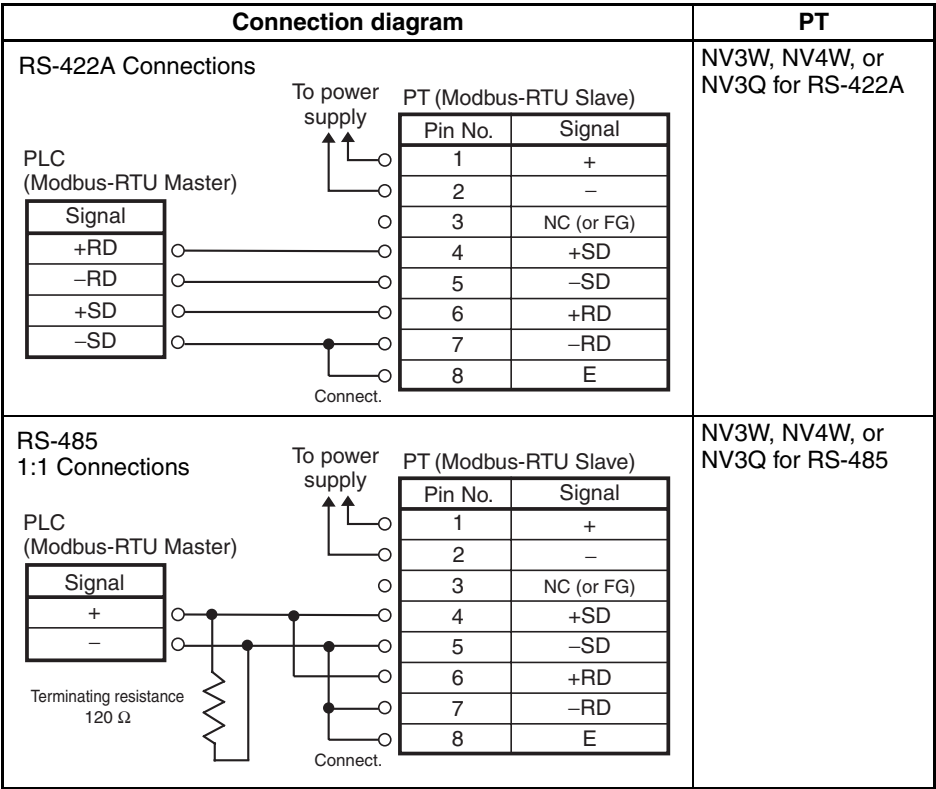 Connection diagram PT
RS-422A Connections
NV3W, NV4W, or
NV3Q for RS-422A
To power
supply
PT (Modbus-RTU Slave)
Pin No. Signal
1 +
2 −
3 NC (or FG)
4 +SD
5 −SD
6 +RD
7 −RD
8 E
PLC
(Modbus-RTU Master)
Signal
+RD
−RD
+SD
−SD
Connect.
RS-485
1:1 Connections
NV3W, NV4W, or
NV3Q for RS-485
To power
supply
PT (Modbus-RTU Slave)
Pin No. Signal
1 +
2 −
3 NC (or FG)
4 +SD
5 −SD
6 +RD
7 −RD
8 E
PLC
(Modbus-RTU Master)
Signal
+
−
Terminating resistance
120 Ω
Connect.